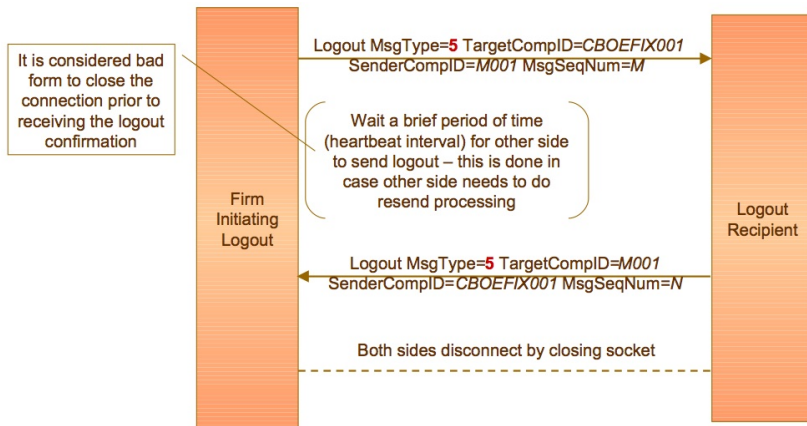 It is considered bad
form to close the
connection prior to
receiving the logout
confirmation
Logout MsgType=5 TargetCompID=CBOEFIX001
SenderCompID=M001 MsgSeqNum=M
Wait a brief period of time
(heartbeat interval) for other side
to send logout – this is done in
case other side needs to do
resend processing
Firm
Initiating
Logout
Logout
Recipient
Logout MsgType=5 TargetCompID=M001
SenderCompID=CBOEFIX001 MsgSeqNum=N
Both sides disconnect by closing socket